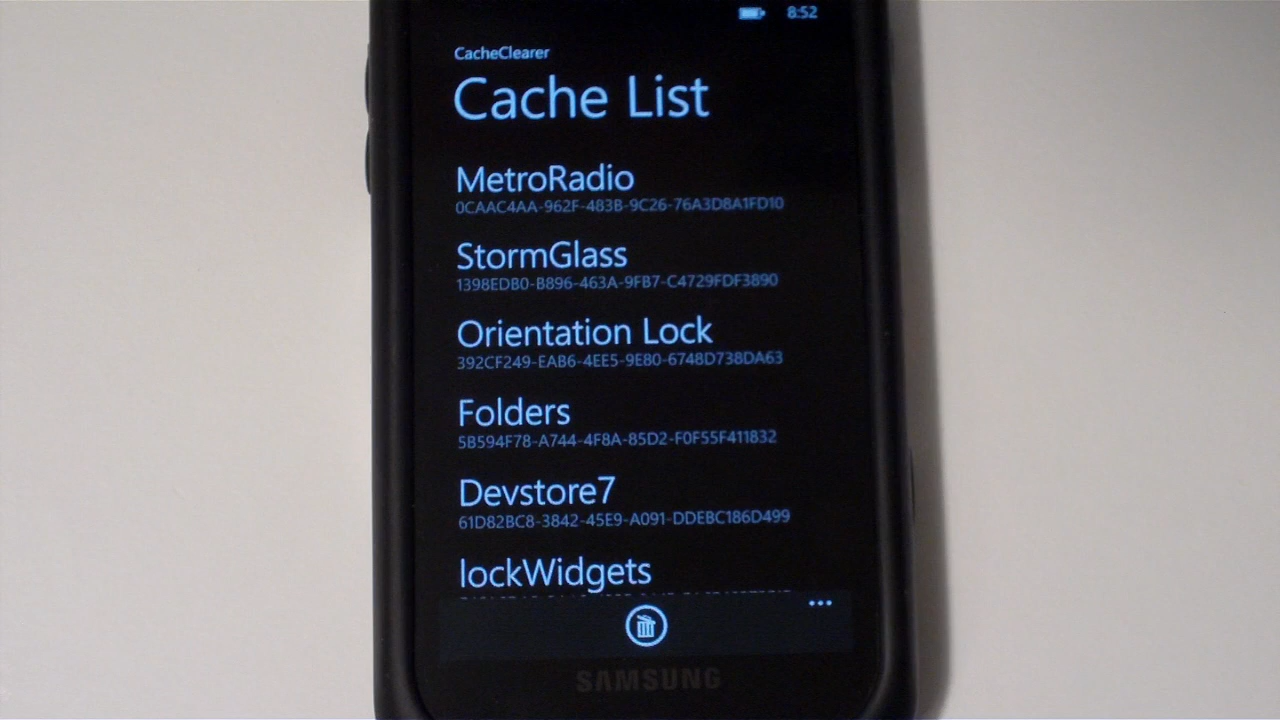 8:52
CacheClearer
Cache List
MetroRadio
0CAAC4AA-962F-483B-9C26-76A3D8A1FD10
StormGlass
1398EDB0-B896-463A-9FB7-C4729FDF3890
Orientation Lock
392CF249-EAB6-4EE5-9E80-6748D738DA63
Folders
5B594F78-A744-4F8A-85D2-F0F55F411832
Devstore7
61D82BC8-3842-45E9-A091-DDEBC186D499
lockWidgets
SAMSUNG